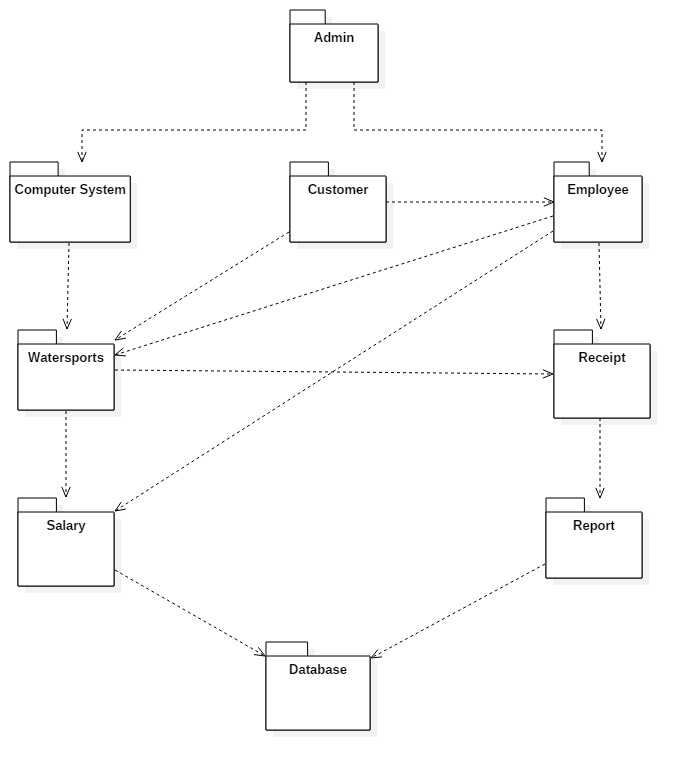 Admin
Computer System
Customer
Employee
Watersports
Receipt
Salary
Report
Database